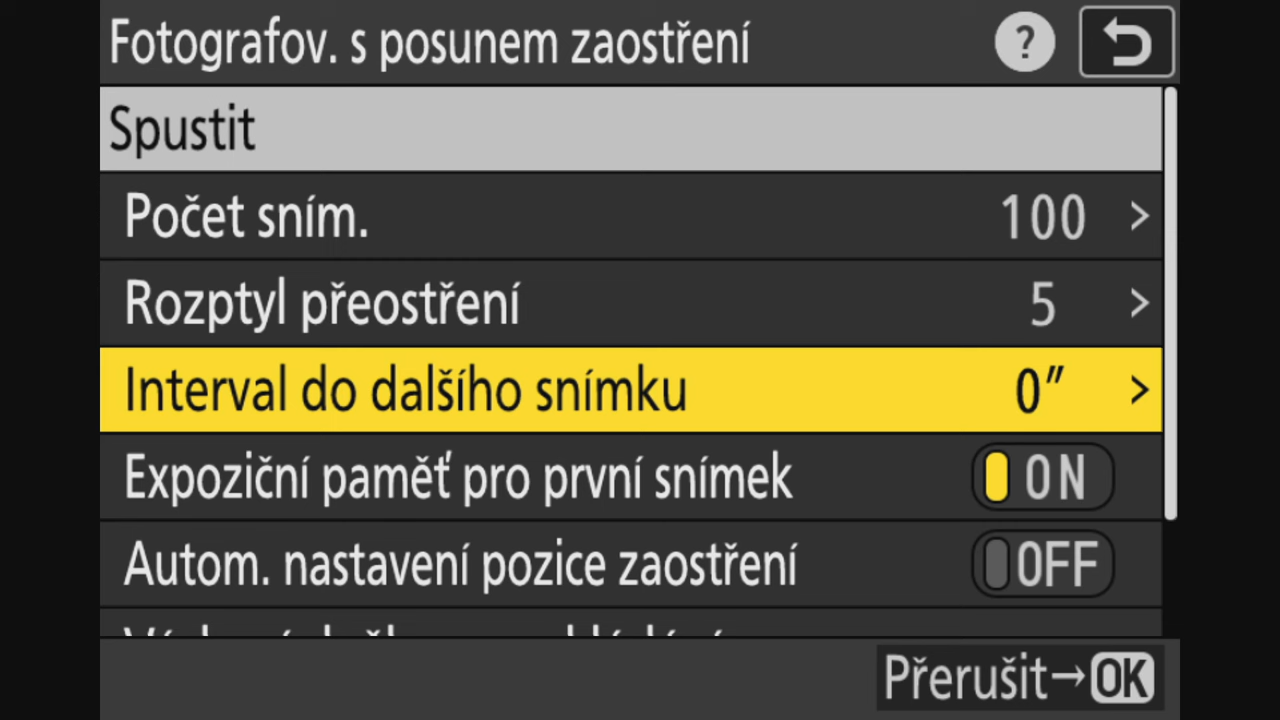 Fotografov. s posunem zaostření ?
Spustit
Počet sním. 100 >
Rozptyl přeostření 5 >
Interval do dalšího snímku 0″ >
Expoziční paměť pro první snímek ON
Autom. nastavení pozice zaostření OFF
Přerušit→OK